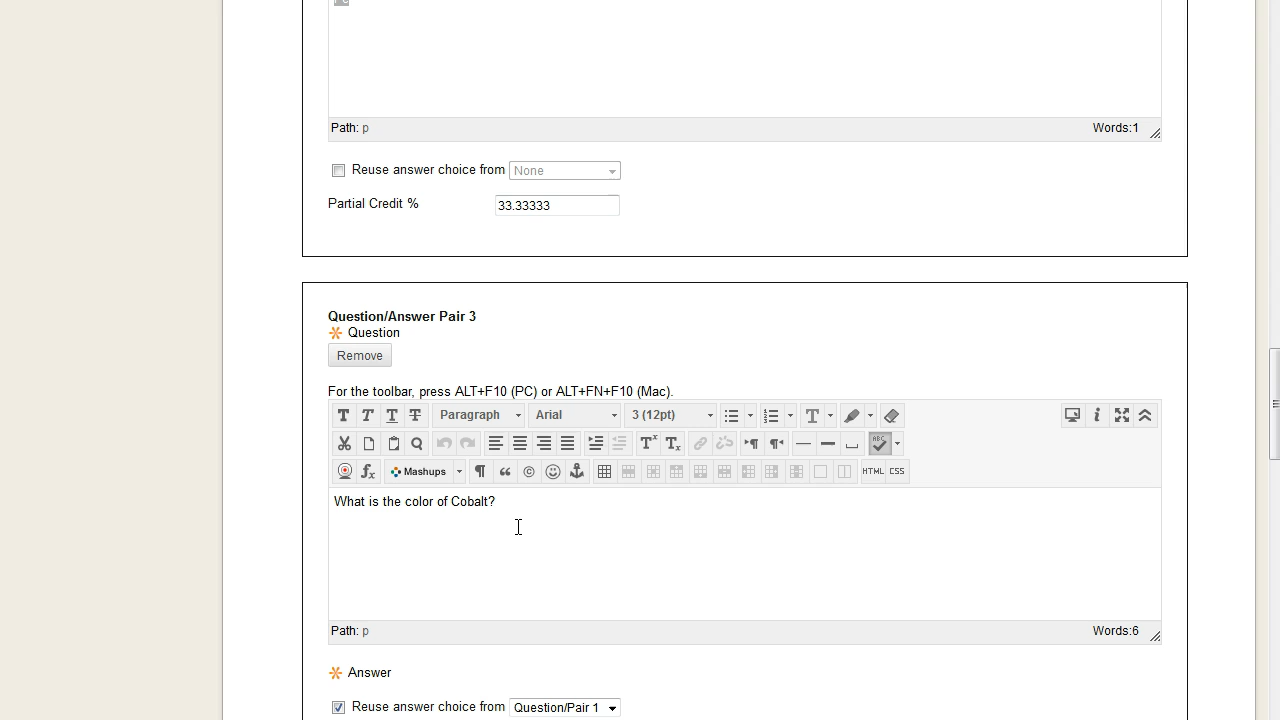 Path: p Words:1
Reuse answer choice from None
Partial Credit % 33.33333
Question/Answer Pair 3
Question
Remove
For the toolbar, press ALT+F10 (PC) or ALT+FN+F10 (Mac).
T T T T Paragraph Arial 3 (12pt) T
ABC
Mashups HTML CSS
What is the color of Cobalt?
Path: p Words:6
Answer
Reuse answer choice from Question/Pair 1